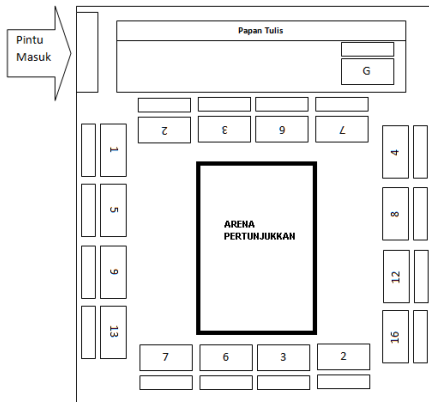 Pintu
Masuk
Papan Tulis
G
2 3 6 7
1
4
5
8
9
12
13
16
ARENA
PERTUNJUKKAN
7 6 3 2